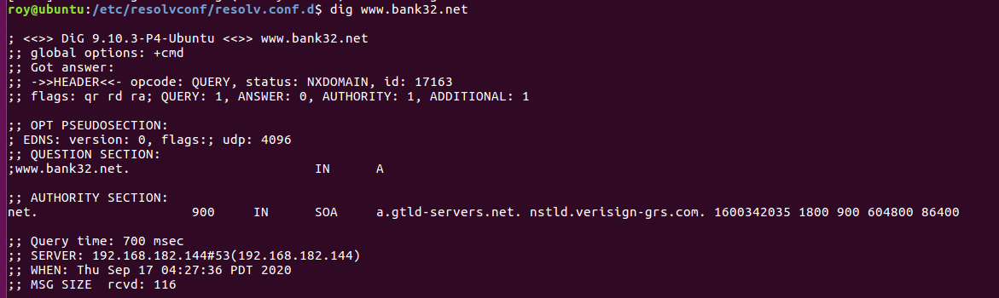 roy@ubuntu:/etc/resolvconf/resolv.conf.d$ dig www.bank32.net
; <<>> DiG 9.10.3-P4-Ubuntu <<>> www.bank32.net
;; global options: +cmd
;; Got answer:
;; ->>HEADER<<- opcode: QUERY, status: NXDOMAIN, id: 17163
;; flags: qr rd ra; QUERY: 1, ANSWER: 0, AUTHORITY: 1, ADDITIONAL: 1
;; OPT PSEUDOSECTION:
; EDNS: version: 0, flags:; udp: 4096
;; QUESTION SECTION:
;www.bank32.net. IN A
;; AUTHORITY SECTION:
net. 900 IN SOA a.gtld-servers.net. nstld.verisign-grs.com. 1600342035 1800 900 604800 86400
;; Query time: 700 msec
;; SERVER: 192.168.182.144#53(192.168.182.144)
;; WHEN: Thu Sep 17 04:27:36 PDT 2020
;; MSG SIZE  rcvd: 116